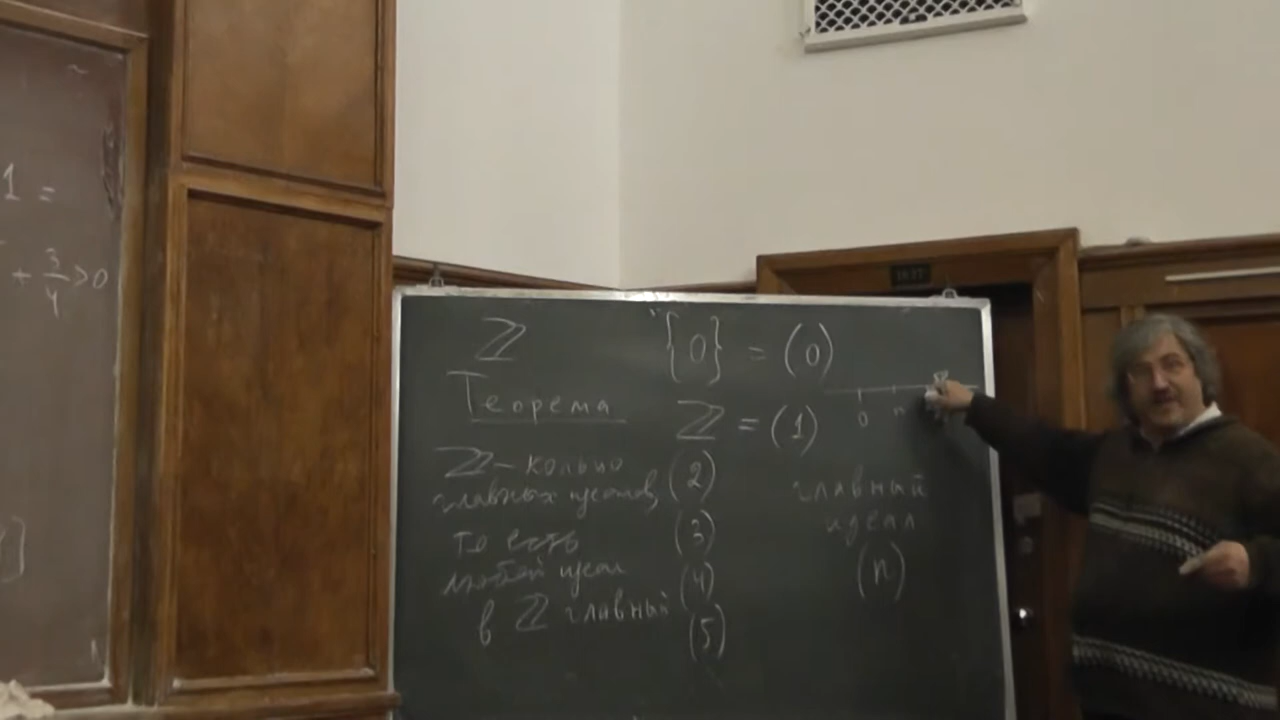 1 =
+ 3/4 > 0
ℤ
Теорема
ℤ – кольцо
главных идеалов,
то есть
любой идеал
в ℤ главный
{0} = (0)
ℤ = (1)
(2)
(3)
(4)
(5)
0 n
главный
идеал
(n)